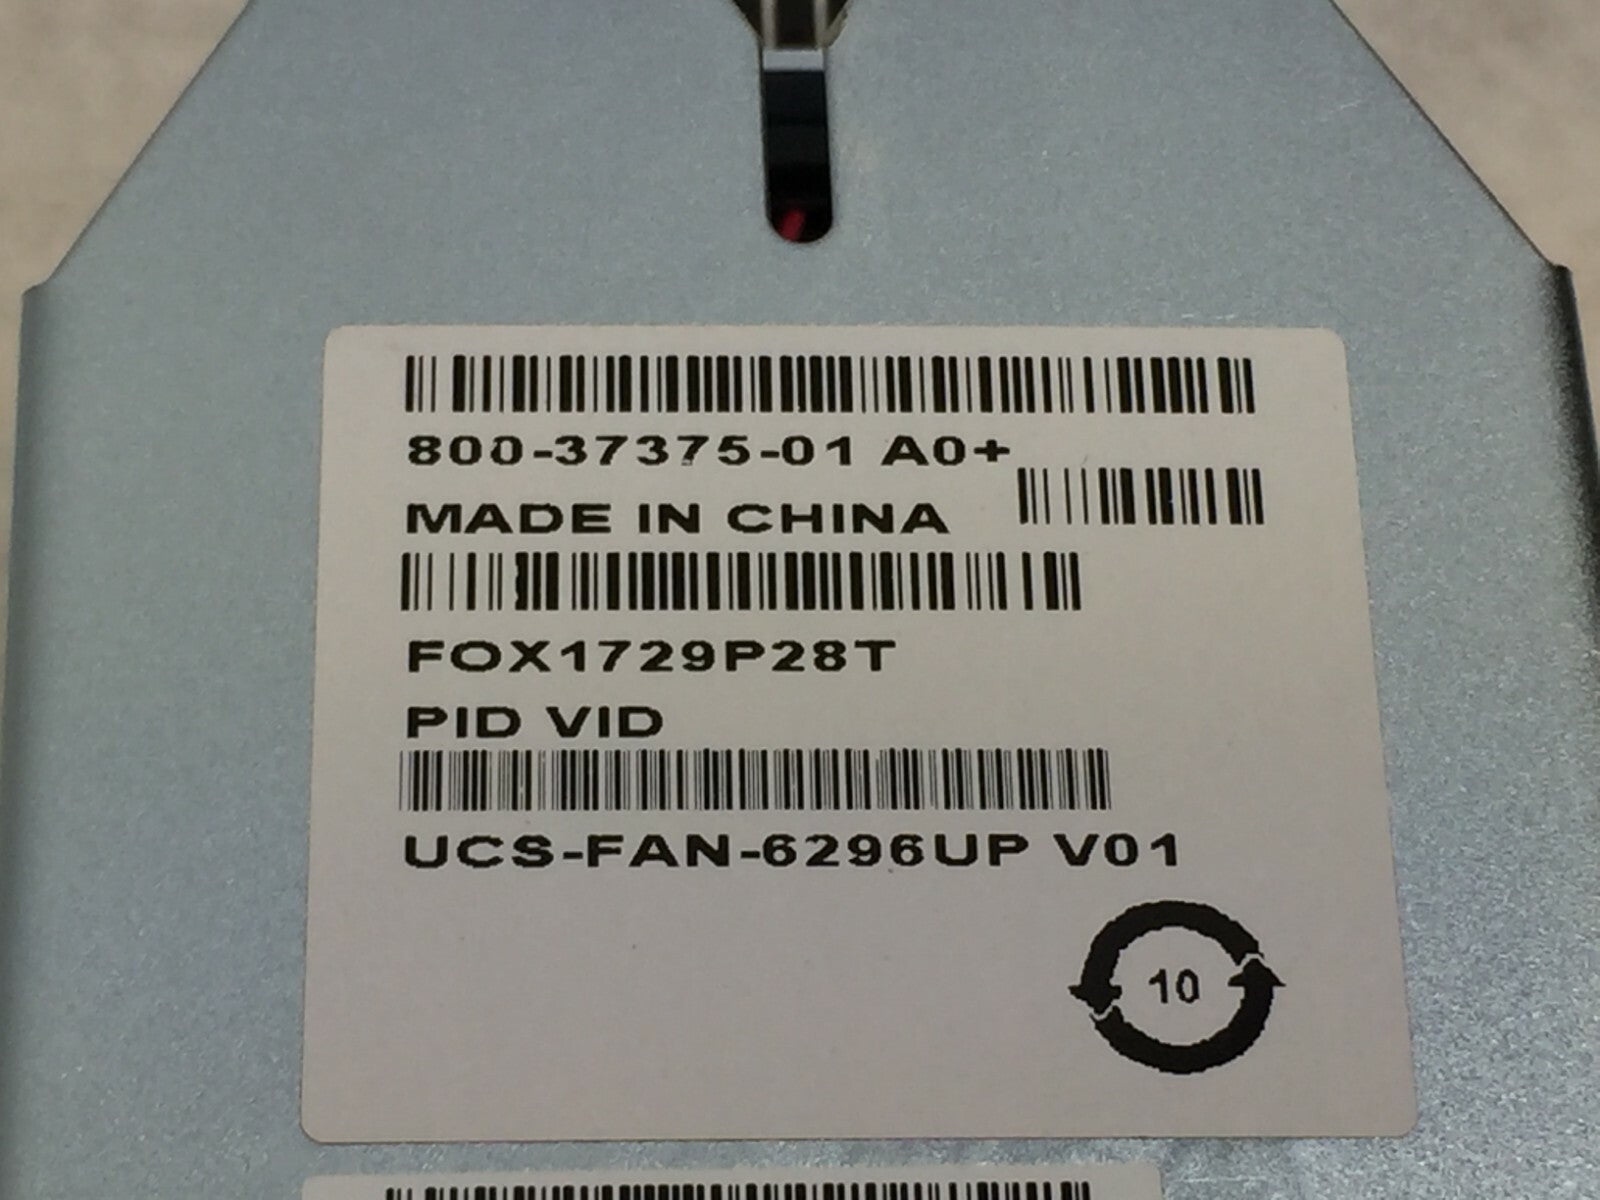 800-37375-01 A0+
MADE IN CHINA
FOX1729P28T
PID VID
UCS-FAN-6296UP V01
10